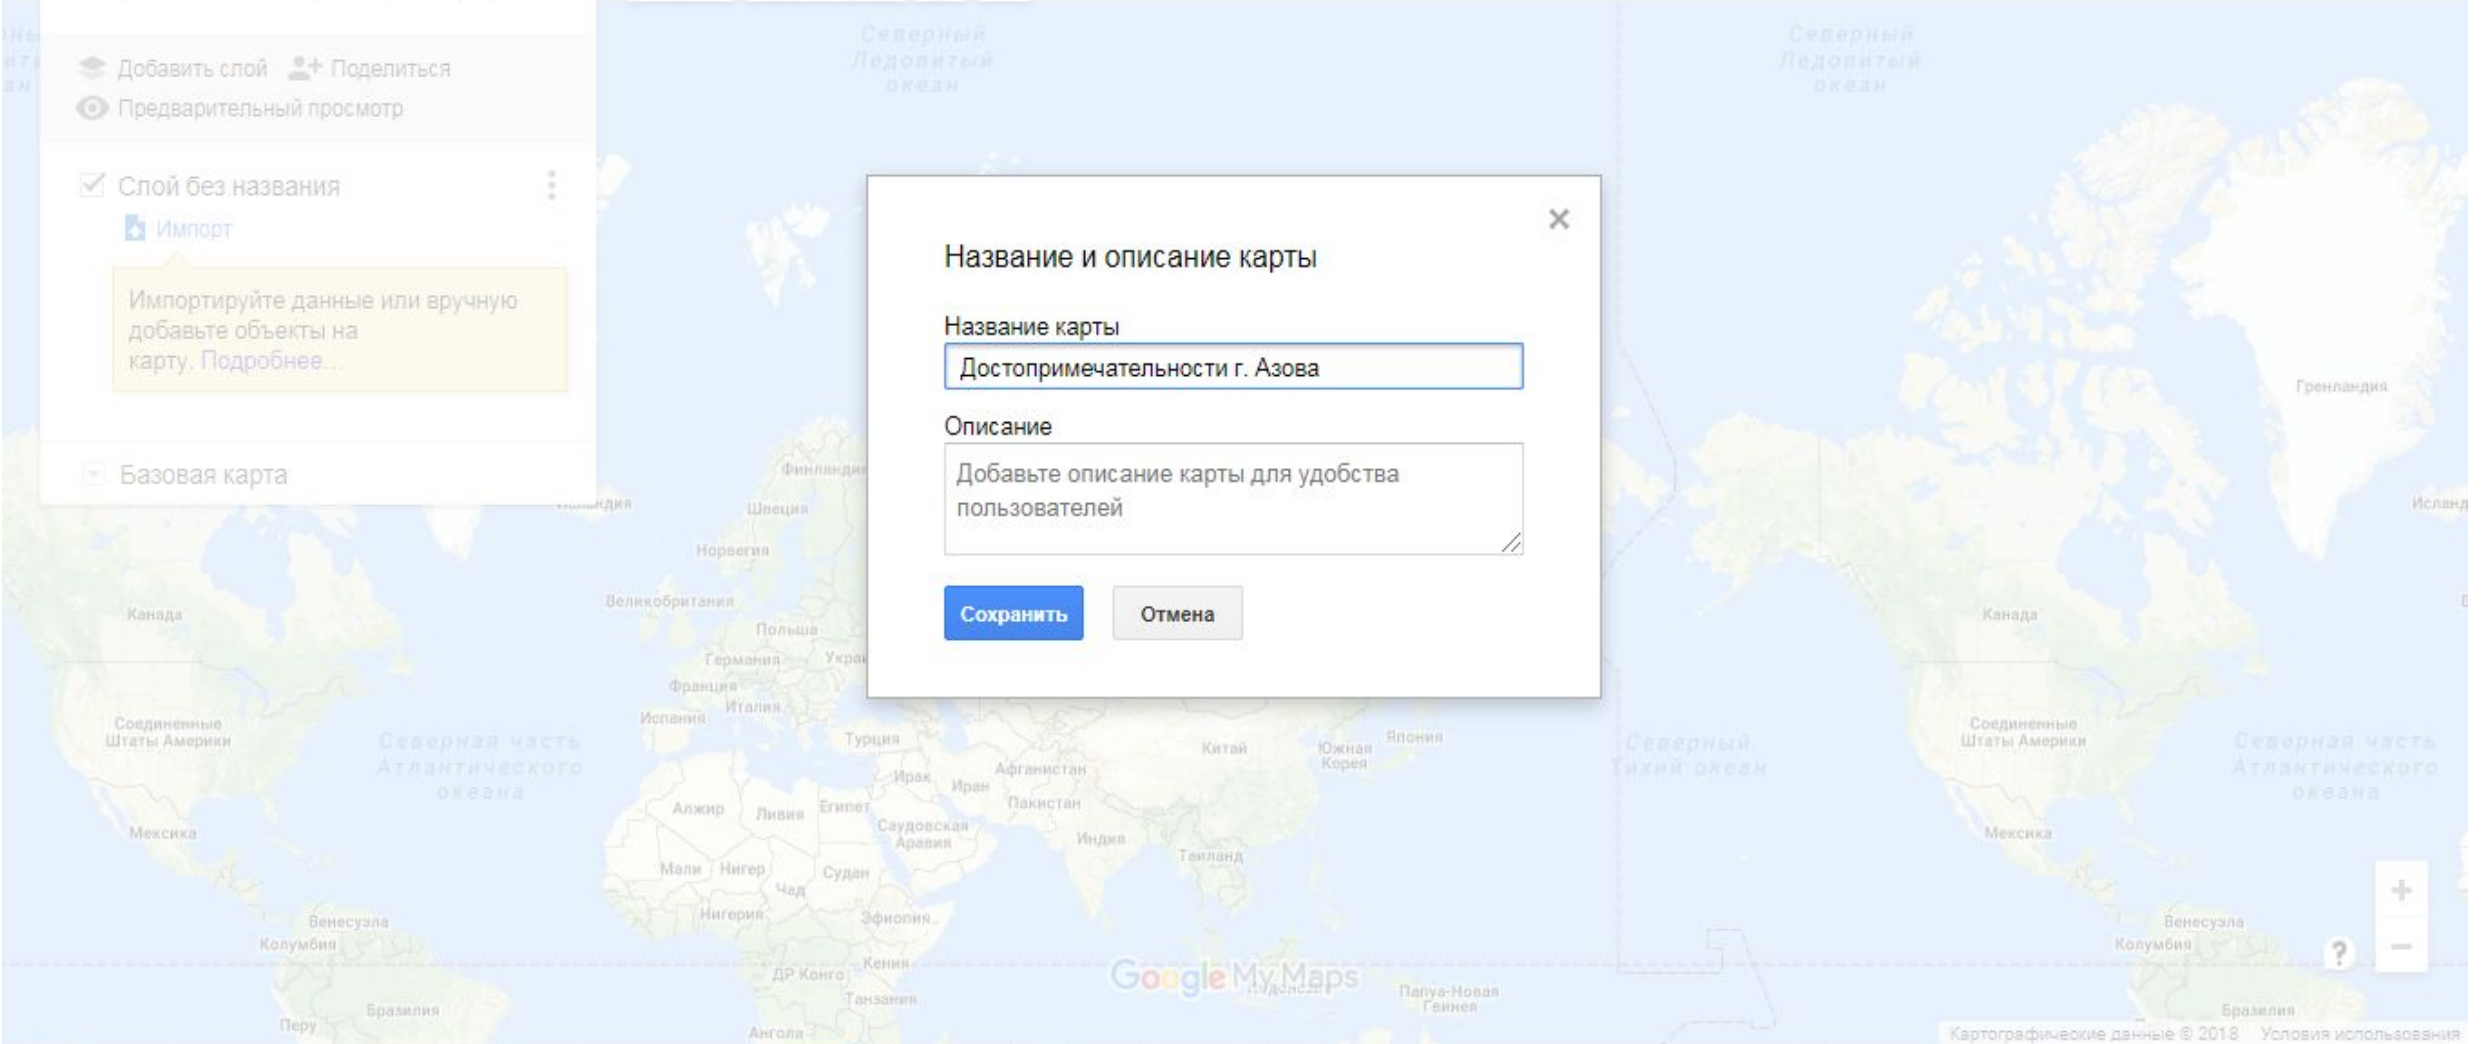 Добавить слой
Поделиться
Предварительный просмотр
Слой без названия
Импорт
Импортируйте данные или вручную
добавьте объекты на
карту. Подробнее...
Базовая карта
Название и описание карты
Название карты
Достопримечательности г. Азова
Описание
Добавьте описание карты для удобства
пользователей
Сохранить
Отмена
Северный
Ледовитый
океан
Северный
Ледовитый
океан
Гренландия
Швеция
Норвегия
Великобритания
Польша
Германия
Франция
Италия
Испания
Канада
Соединенные
Штаты Америки
Северная часть
Атлантического
океана
Мексика
Турция
Ирак
Иран
Афганистан
Пакистан
Китай
Южная
Корея
Япония
Северный
Тихий океан
Алжир
Ливия
Египет
Саудовская
Аравия
Индия
Таиланд
Мали
Нигер
Чад
Судан
Нигерия
Эфиопия
Кения
ДР Конго
Танзания
Ангола
Венесуэла
Колумбия
Бразилия
Перу
Папуа-Новая
Гвинея
Канада
Соединенные
Штаты Америки
Северная часть
Атлантического
океана
Мексика
Венесуэла
Колумбия
Бразилия
Google My Maps
+
?
−
Картографические данные © 2018 Условия использования